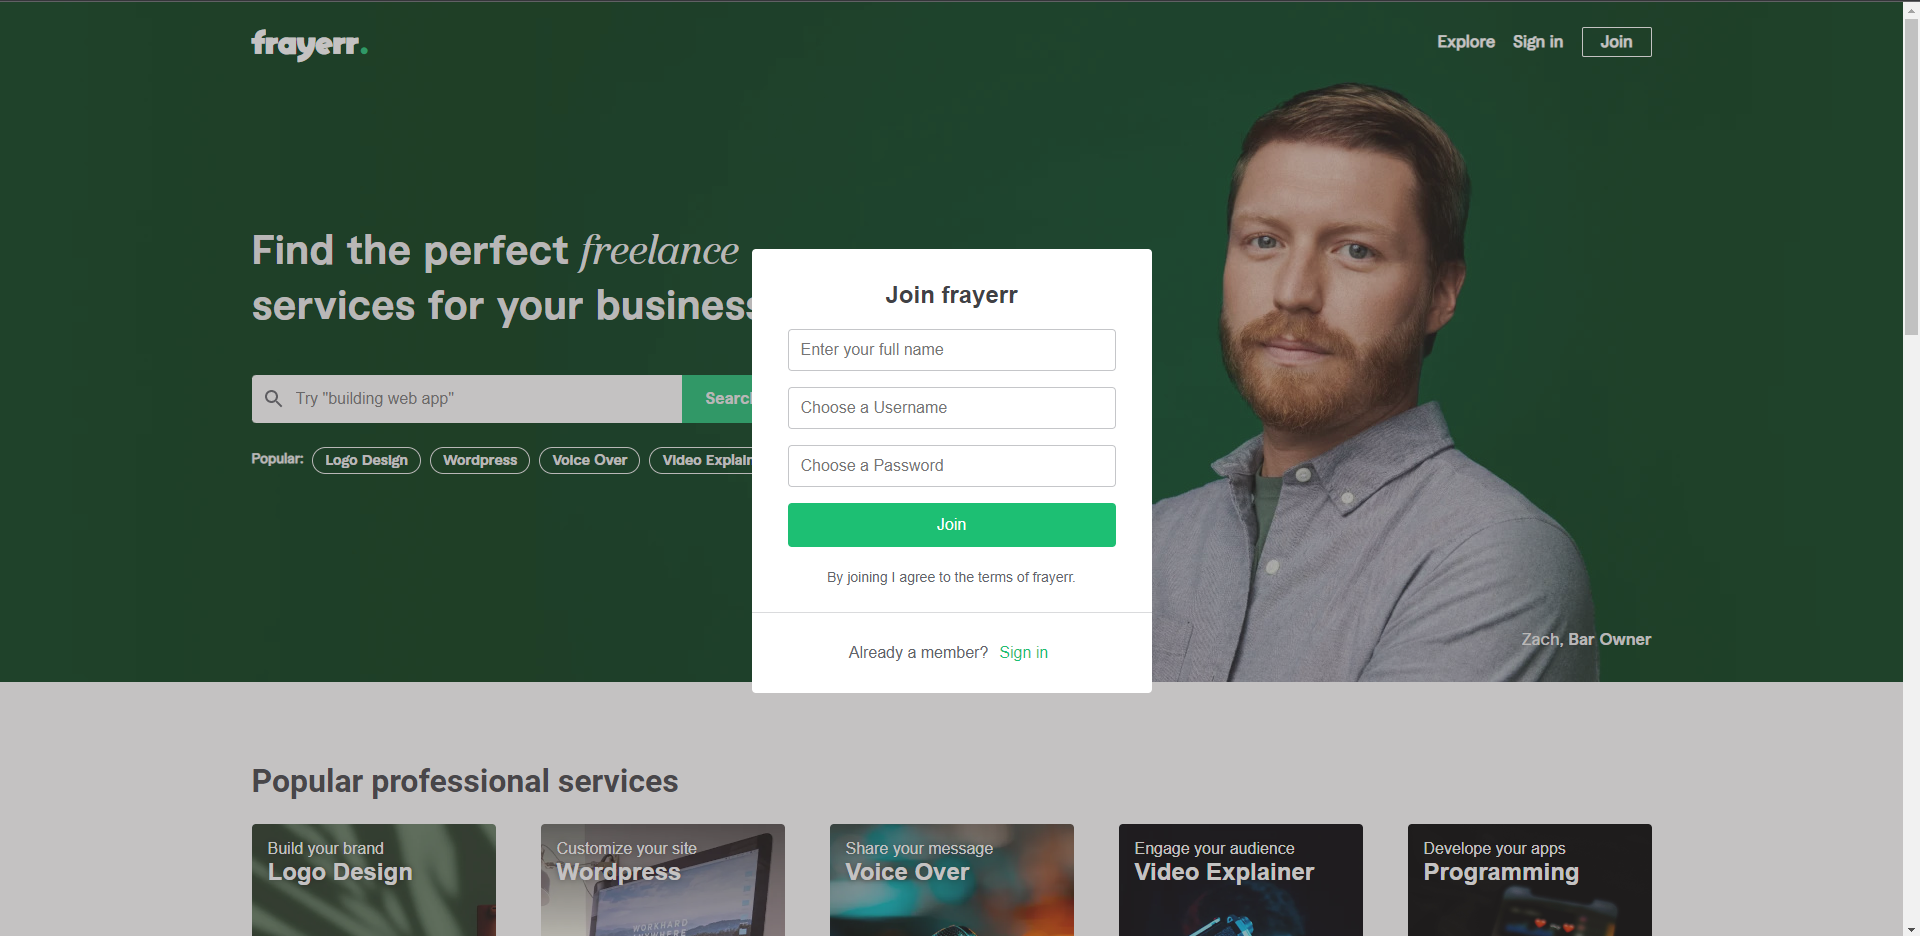 frayerr.
Explore Sign in Join
Find the perfect freelance
services for your business
Try "building web app"
Search
Popular: Logo Design Wordpress Voice Over Video Explain
Join frayerr
Enter your full name
Choose a Username
Choose a Password
Join
By joining I agree to the terms of frayerr.
Already a member? Sign in
Zach, Bar Owner
Popular professional services
Build your brand
Logo Design
Customize your site
Wordpress
WORKHARD
ANYWHERE
Share your message
Voice Over
Engage your audience
Video Explainer
Develope your apps
Programming